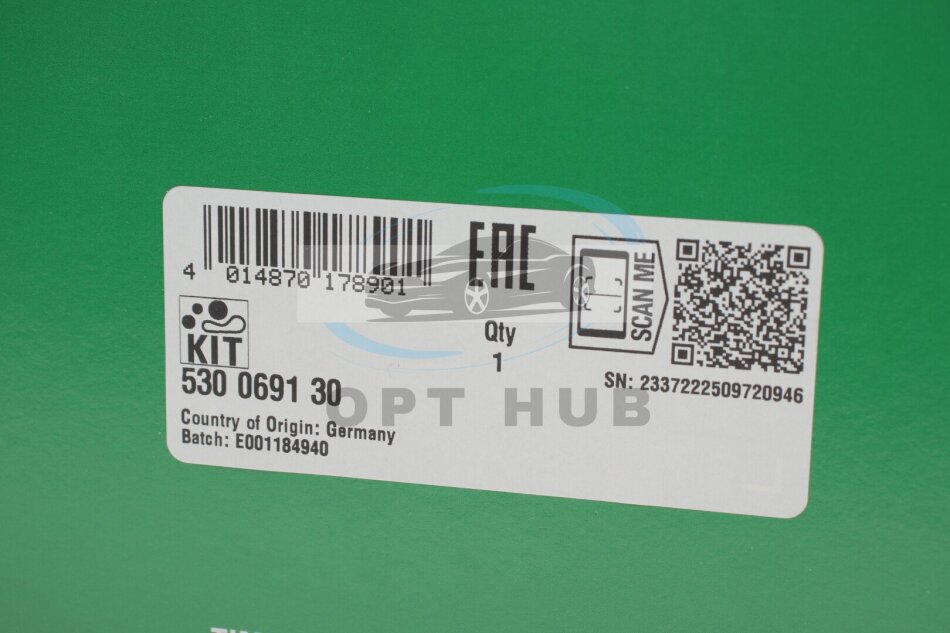 4 014870 178901
EAC
Qty
1
SCAN ME
KIT
530 0691 30
SN: 2337222509720946
Country of Origin: Germany
Batch: E001184940
OPT HUB